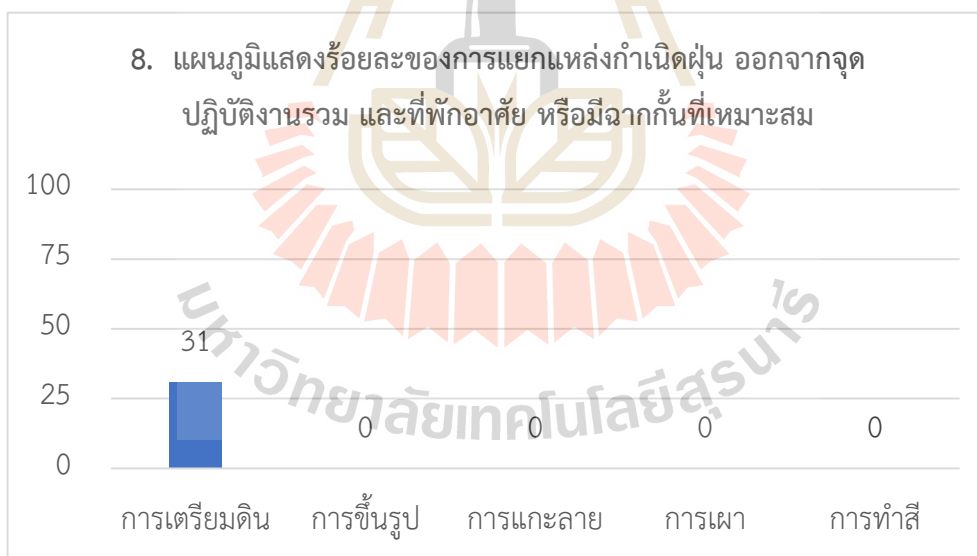 8. แผนภูมิแสดงร้อยละของการแยกแหล่งกำเนิดฝุ่น ออกจากจุด
ปฏิบัติงานรวม และที่พักอาศัย หรือมีฉากกั้นที่เหมาะสม
100
75
50
25
0
31
0
0
0
0
การเตรียมดิน
การขึ้นรูป
การแกะลาย
การเผา
การทำสี
มหาวิทยาลัยเทคโนโลยีสุรนารี